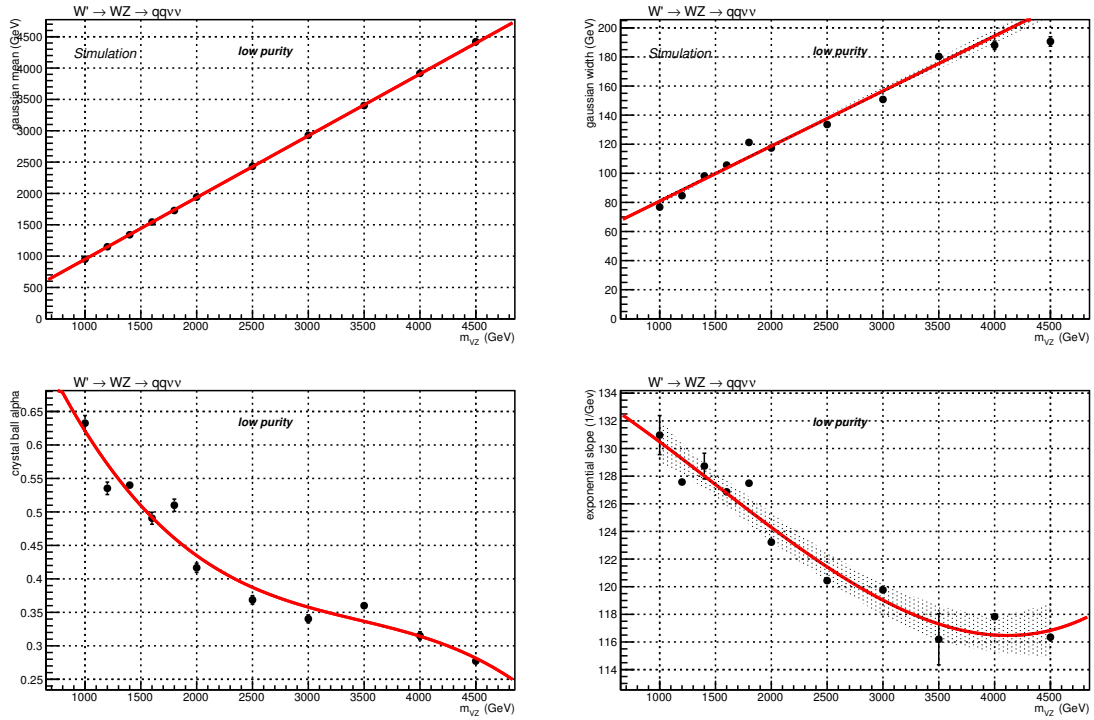 W' → WZ → qqνν
Simulation
low purity
gaussian mean (GeV)
4500
4000
3500
3000
2500
2000
1500
1000
500
0
1000 1500 2000 2500 3000 3500 4000 4500
m_VZ (GeV)
W' → WZ → qqνν
Simulation
low purity
gaussian width (GeV)
200
180
160
140
120
100
80
60
40
20
0
1000 1500 2000 2500 3000 3500 4000 4500
m_VZ (GeV)
W' → WZ → qqνν
low purity
crystal ball alpha
0.65
0.6
0.55
0.5
0.45
0.4
0.35
0.3
0.25
1000 1500 2000 2500 3000 3500 4000 4500
m_VZ (GeV)
W' → WZ → qqνν
low purity
exponential slope (1/Gev)
134
132
130
128
126
124
122
120
118
116
114
1000 1500 2000 2500 3000 3500 4000 4500
m_VZ (GeV)